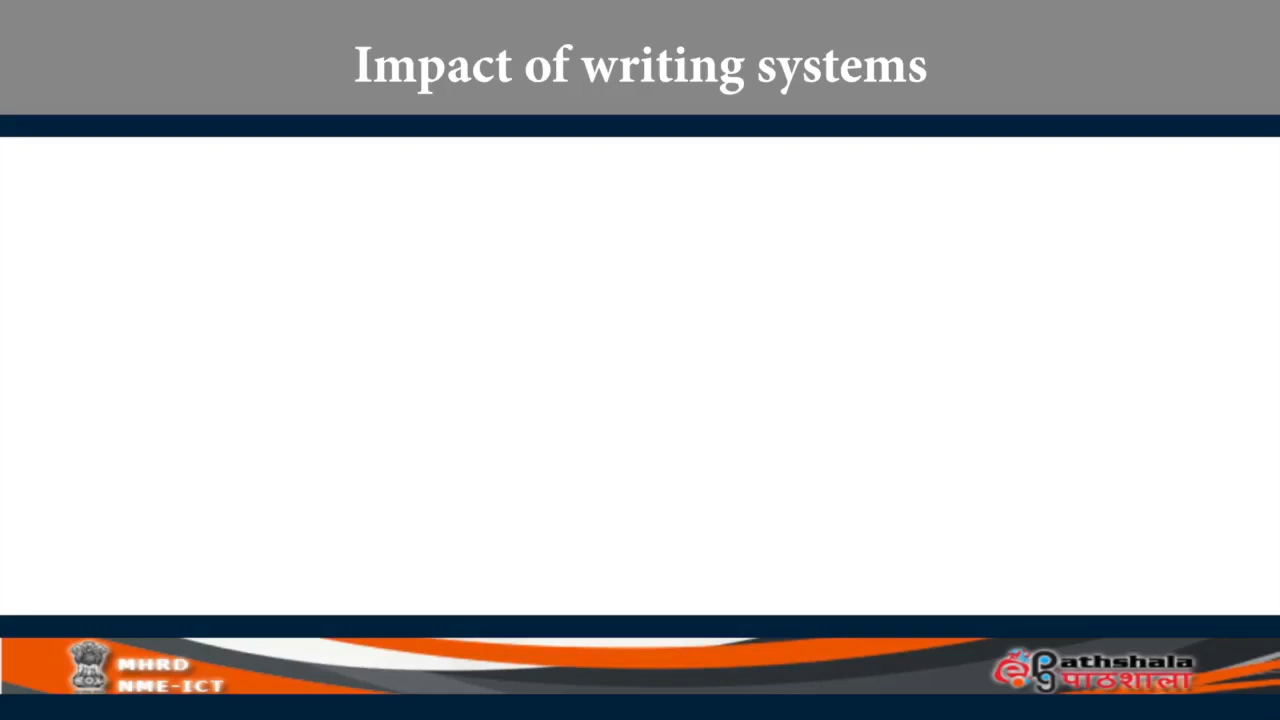 Impact of writing systems
MHRD
NME-ICT
ePathshala
पाठशाला